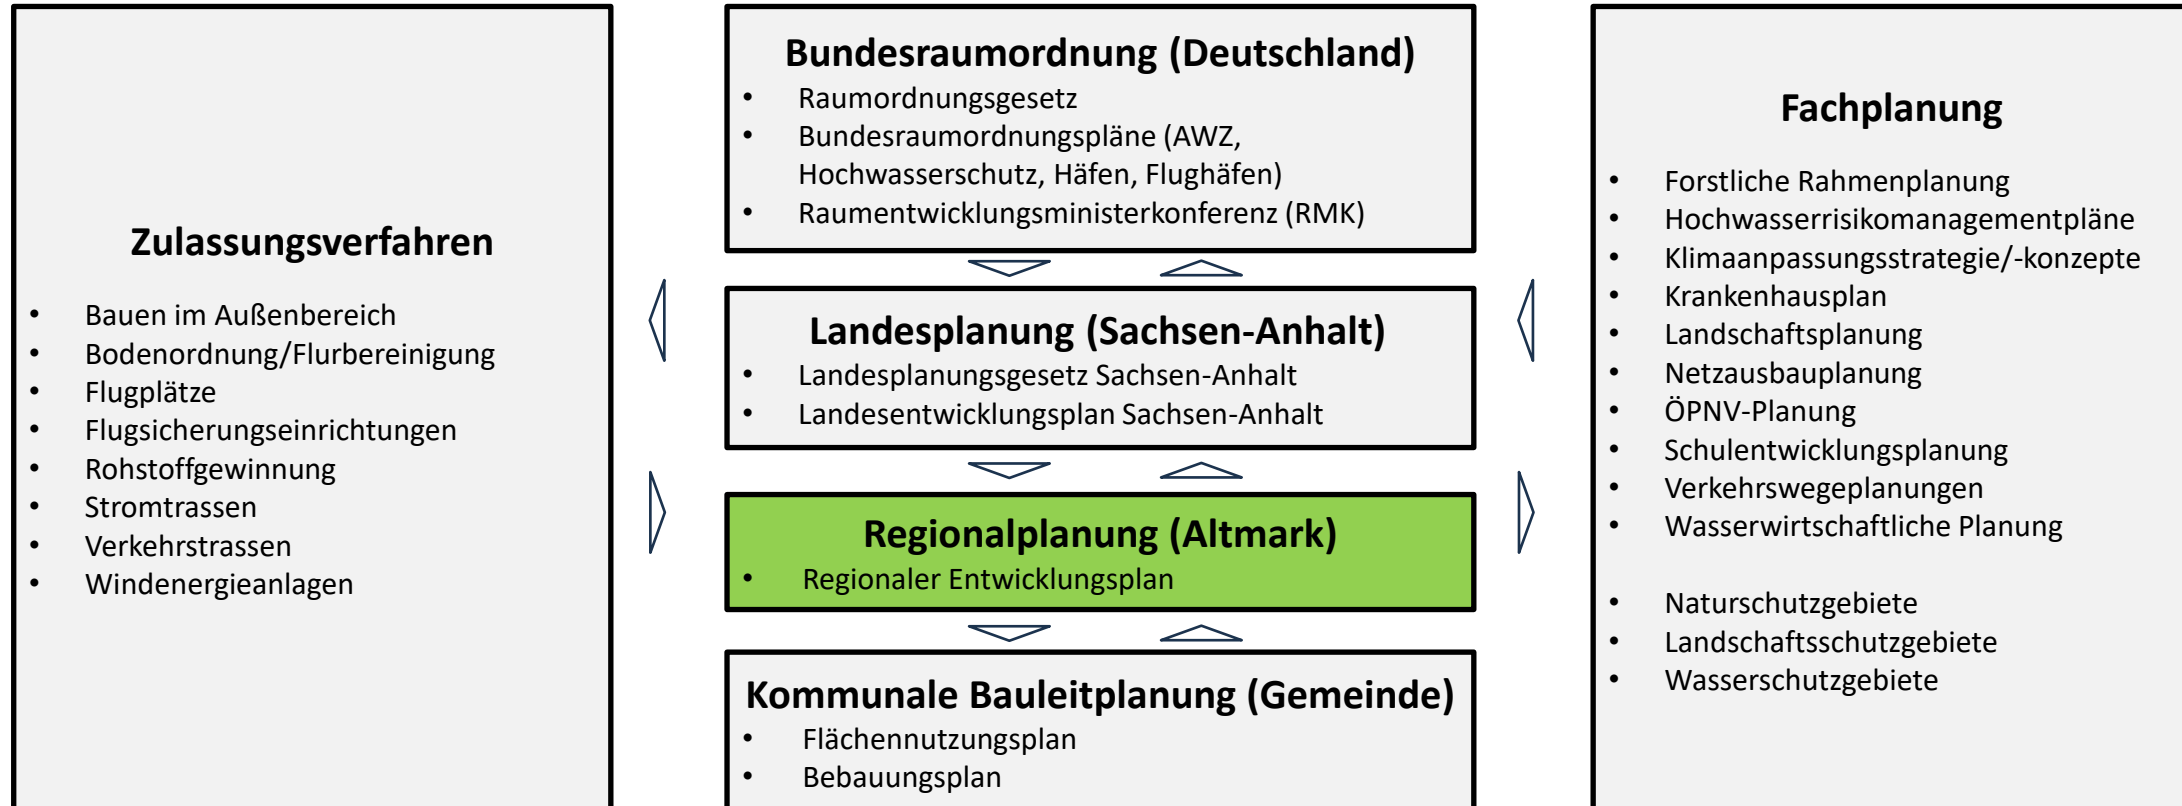 Zulassungsverfahren
• Bauen im Außenbereich
• Bodenordnung/Flurbereinigung
• Flugplätze
• Flugsicherungseinrichtungen
• Rohstoffgewinnung
• Stromtrassen
• Verkehrstrassen
• Windenergieanlagen
Bundesraumordnung (Deutschland)
• Raumordnungsgesetz
• Bundesraumordnungspläne (AWZ,
Hochwasserschutz, Häfen, Flughäfen)
• Raumentwicklungsministerkonferenz (RMK)
Landesplanung (Sachsen-Anhalt)
• Landesplanungsgesetz Sachsen-Anhalt
• Landesentwicklungsplan Sachsen-Anhalt
Regionalplanung (Altmark)
• Regionaler Entwicklungsplan
Kommunale Bauleitplanung (Gemeinde)
• Flächennutzungsplan
• Bebauungsplan
Fachplanung
• Forstliche Rahmenplanung
• Hochwasserrisikomanagementpläne
• Klimaanpassungsstrategie/-konzepte
• Krankenhausplan
• Landschaftsplanung
• Netzausbauplanung
• ÖPNV-Planung
• Schulentwicklungsplanung
• Verkehrswegeplanungen
• Wasserwirtschaftliche Planung
• Naturschutzgebiete
• Landschaftsschutzgebiete
• Wasserschutzgebiete